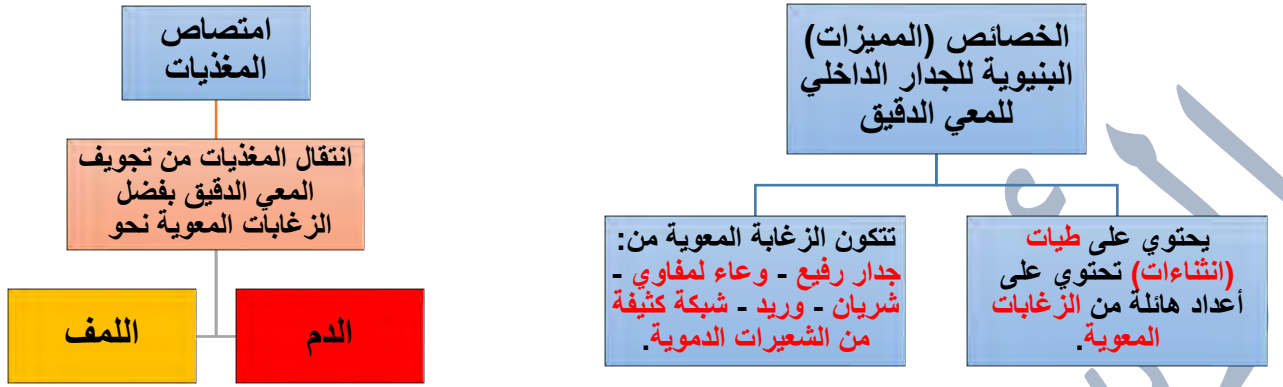 الخصائص (المميزات)
البنيوية للجدار الداخلي
للمعي الدقيق
يحتوي على طيات
(انثناءات) تحتوي على
أعداد هائلة من الزغابات
المعوية.
تتكون الزغابة المعوية من:
جدار رفيع - وعاء لمفاوي -
شريان - وريد - شبكة كثيفة
من الشعيرات الدموية.
امتصاص
المغذيات
انتقال المغذيات من تجويف
المعي الدقيق بفضل
الزغابات المعوية نحو
الدم
اللمف